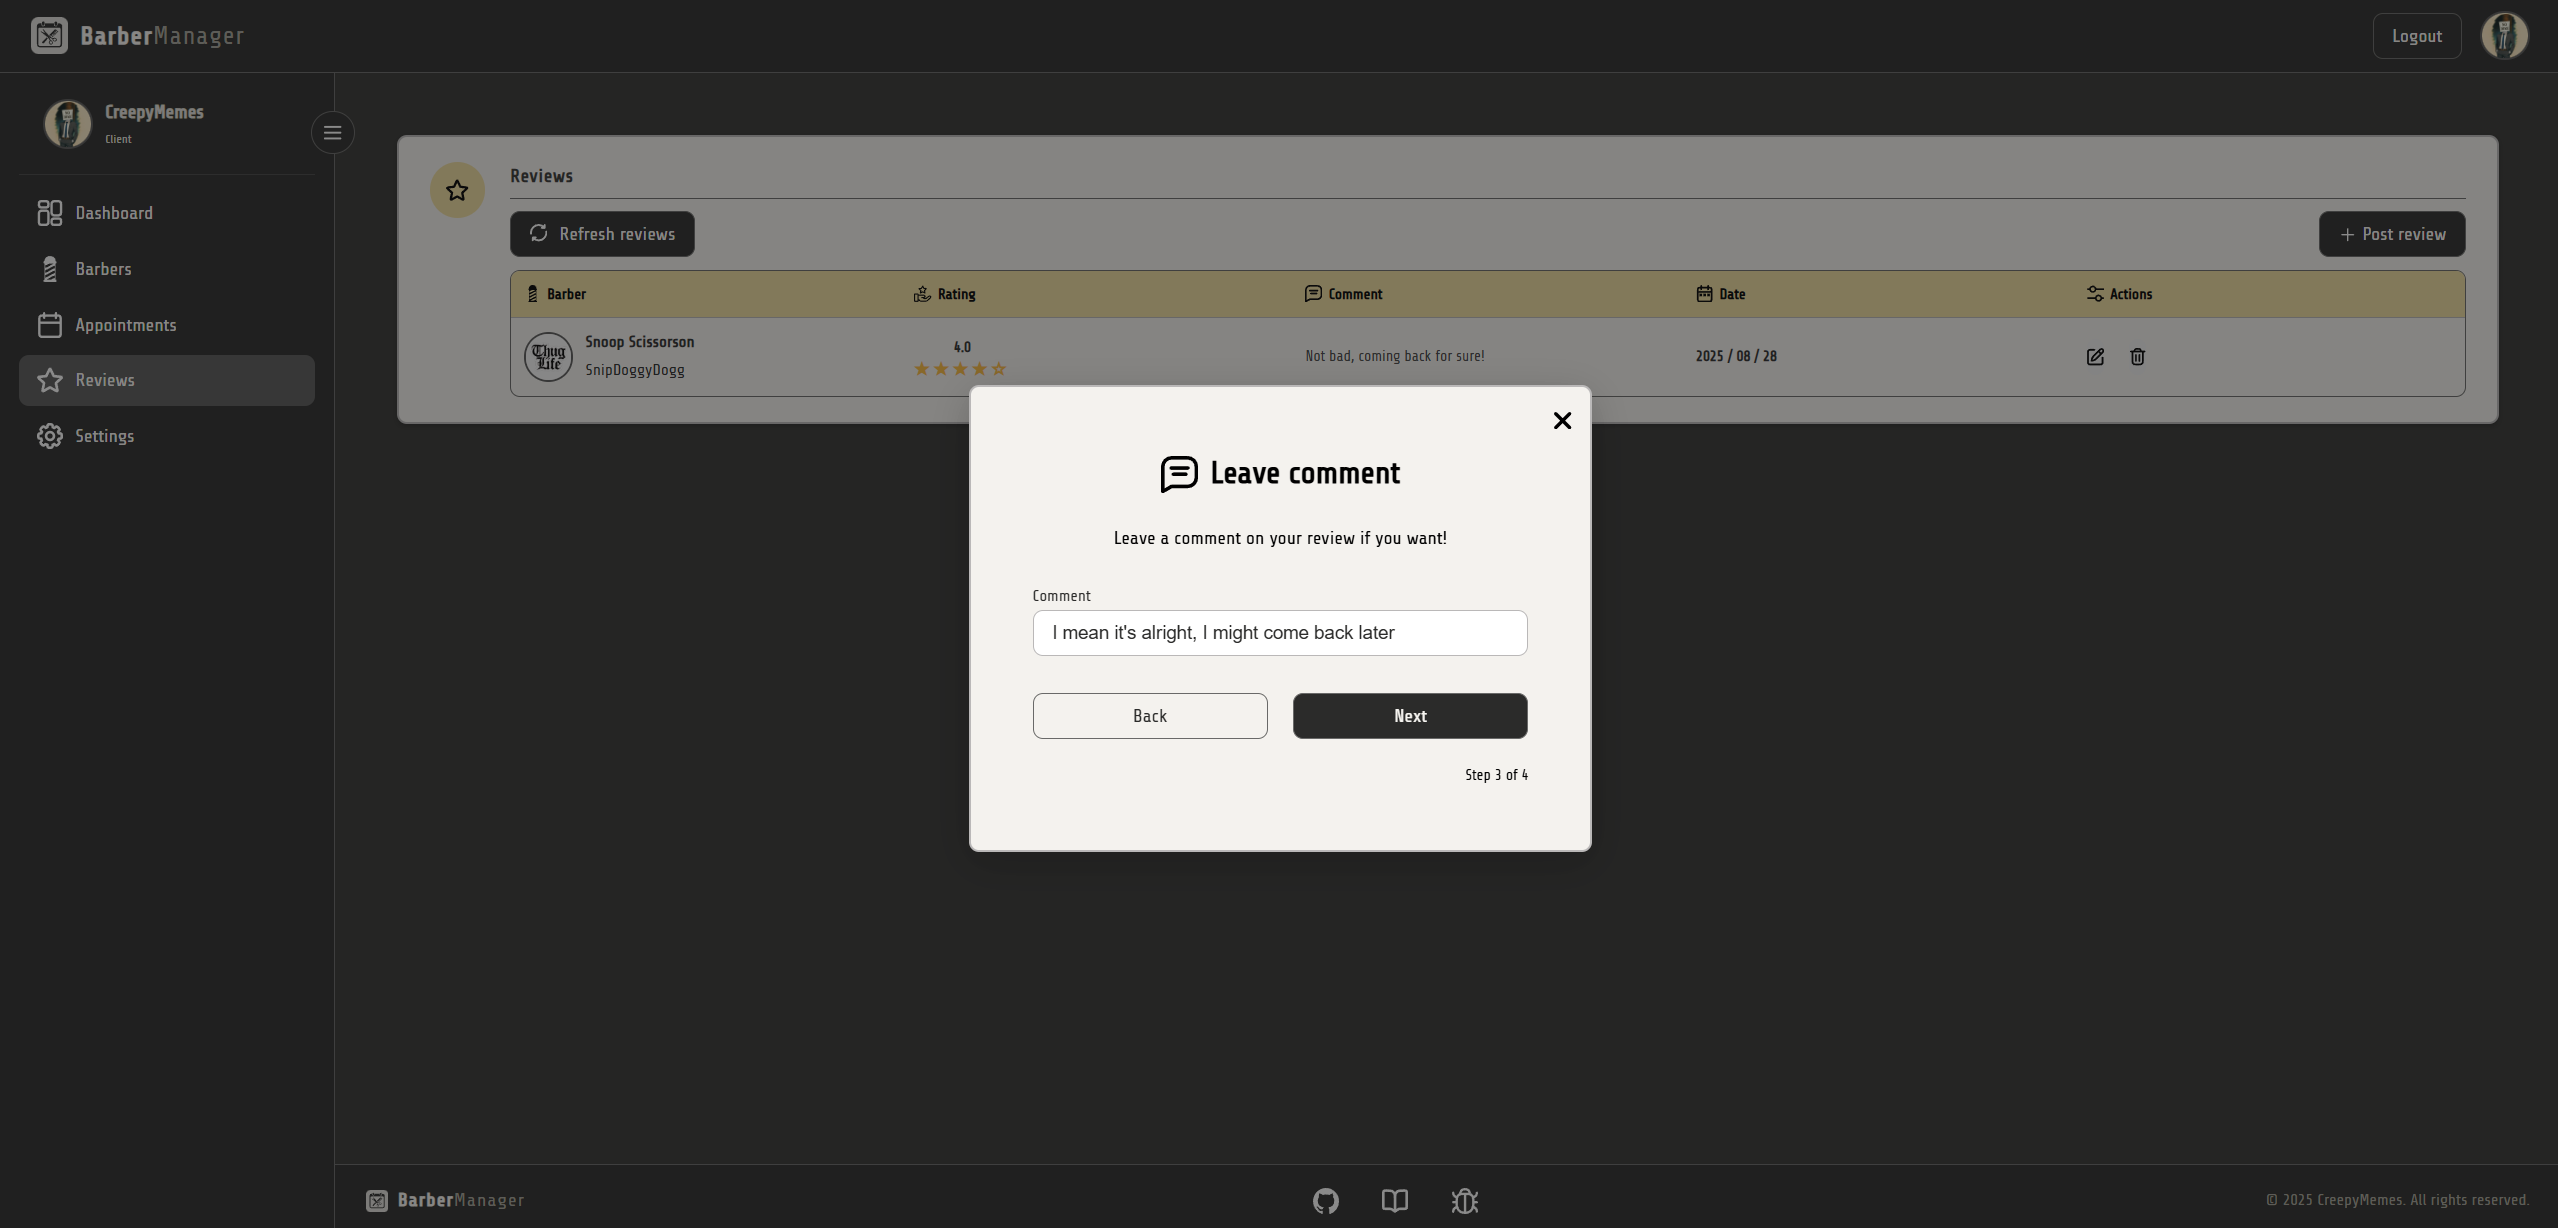 BarberManager
Logout
CreepyMemes
Client
Dashboard
Barbers
Appointments
Reviews
Settings
Reviews
Refresh reviews
Post review
Barber Rating Comment Date Actions
Snoop Scissorson
SnipDoggyDogg
Thug
Life
4.0
Not bad, coming back for sure!
2025 / 08 / 28
Leave comment
Leave a comment on your review if you want!
Comment
I mean it's alright, I might come back later
Back
Next
Step 3 of 4
BarberManager
© 2025 CreepyMemes. All rights reserved.